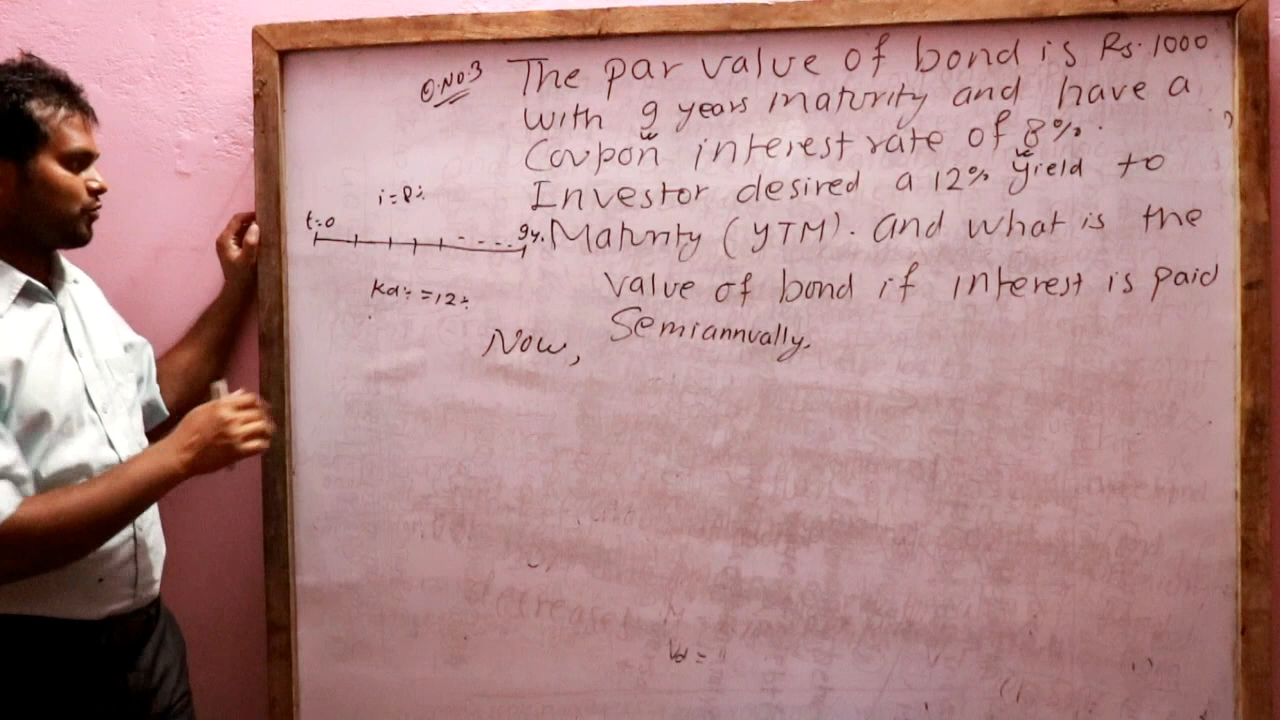 Q.NO.3 The par value of bond is Rs. 1000
with 9 years maturity and have a
Coupon interest rate of 8%.
Investor desired a 12% yield to
Maturity (YTM). and what is the
value of bond if interest is paid
Semiannually.
i=8%
t=0
9y.
Kd% =12%
Now,